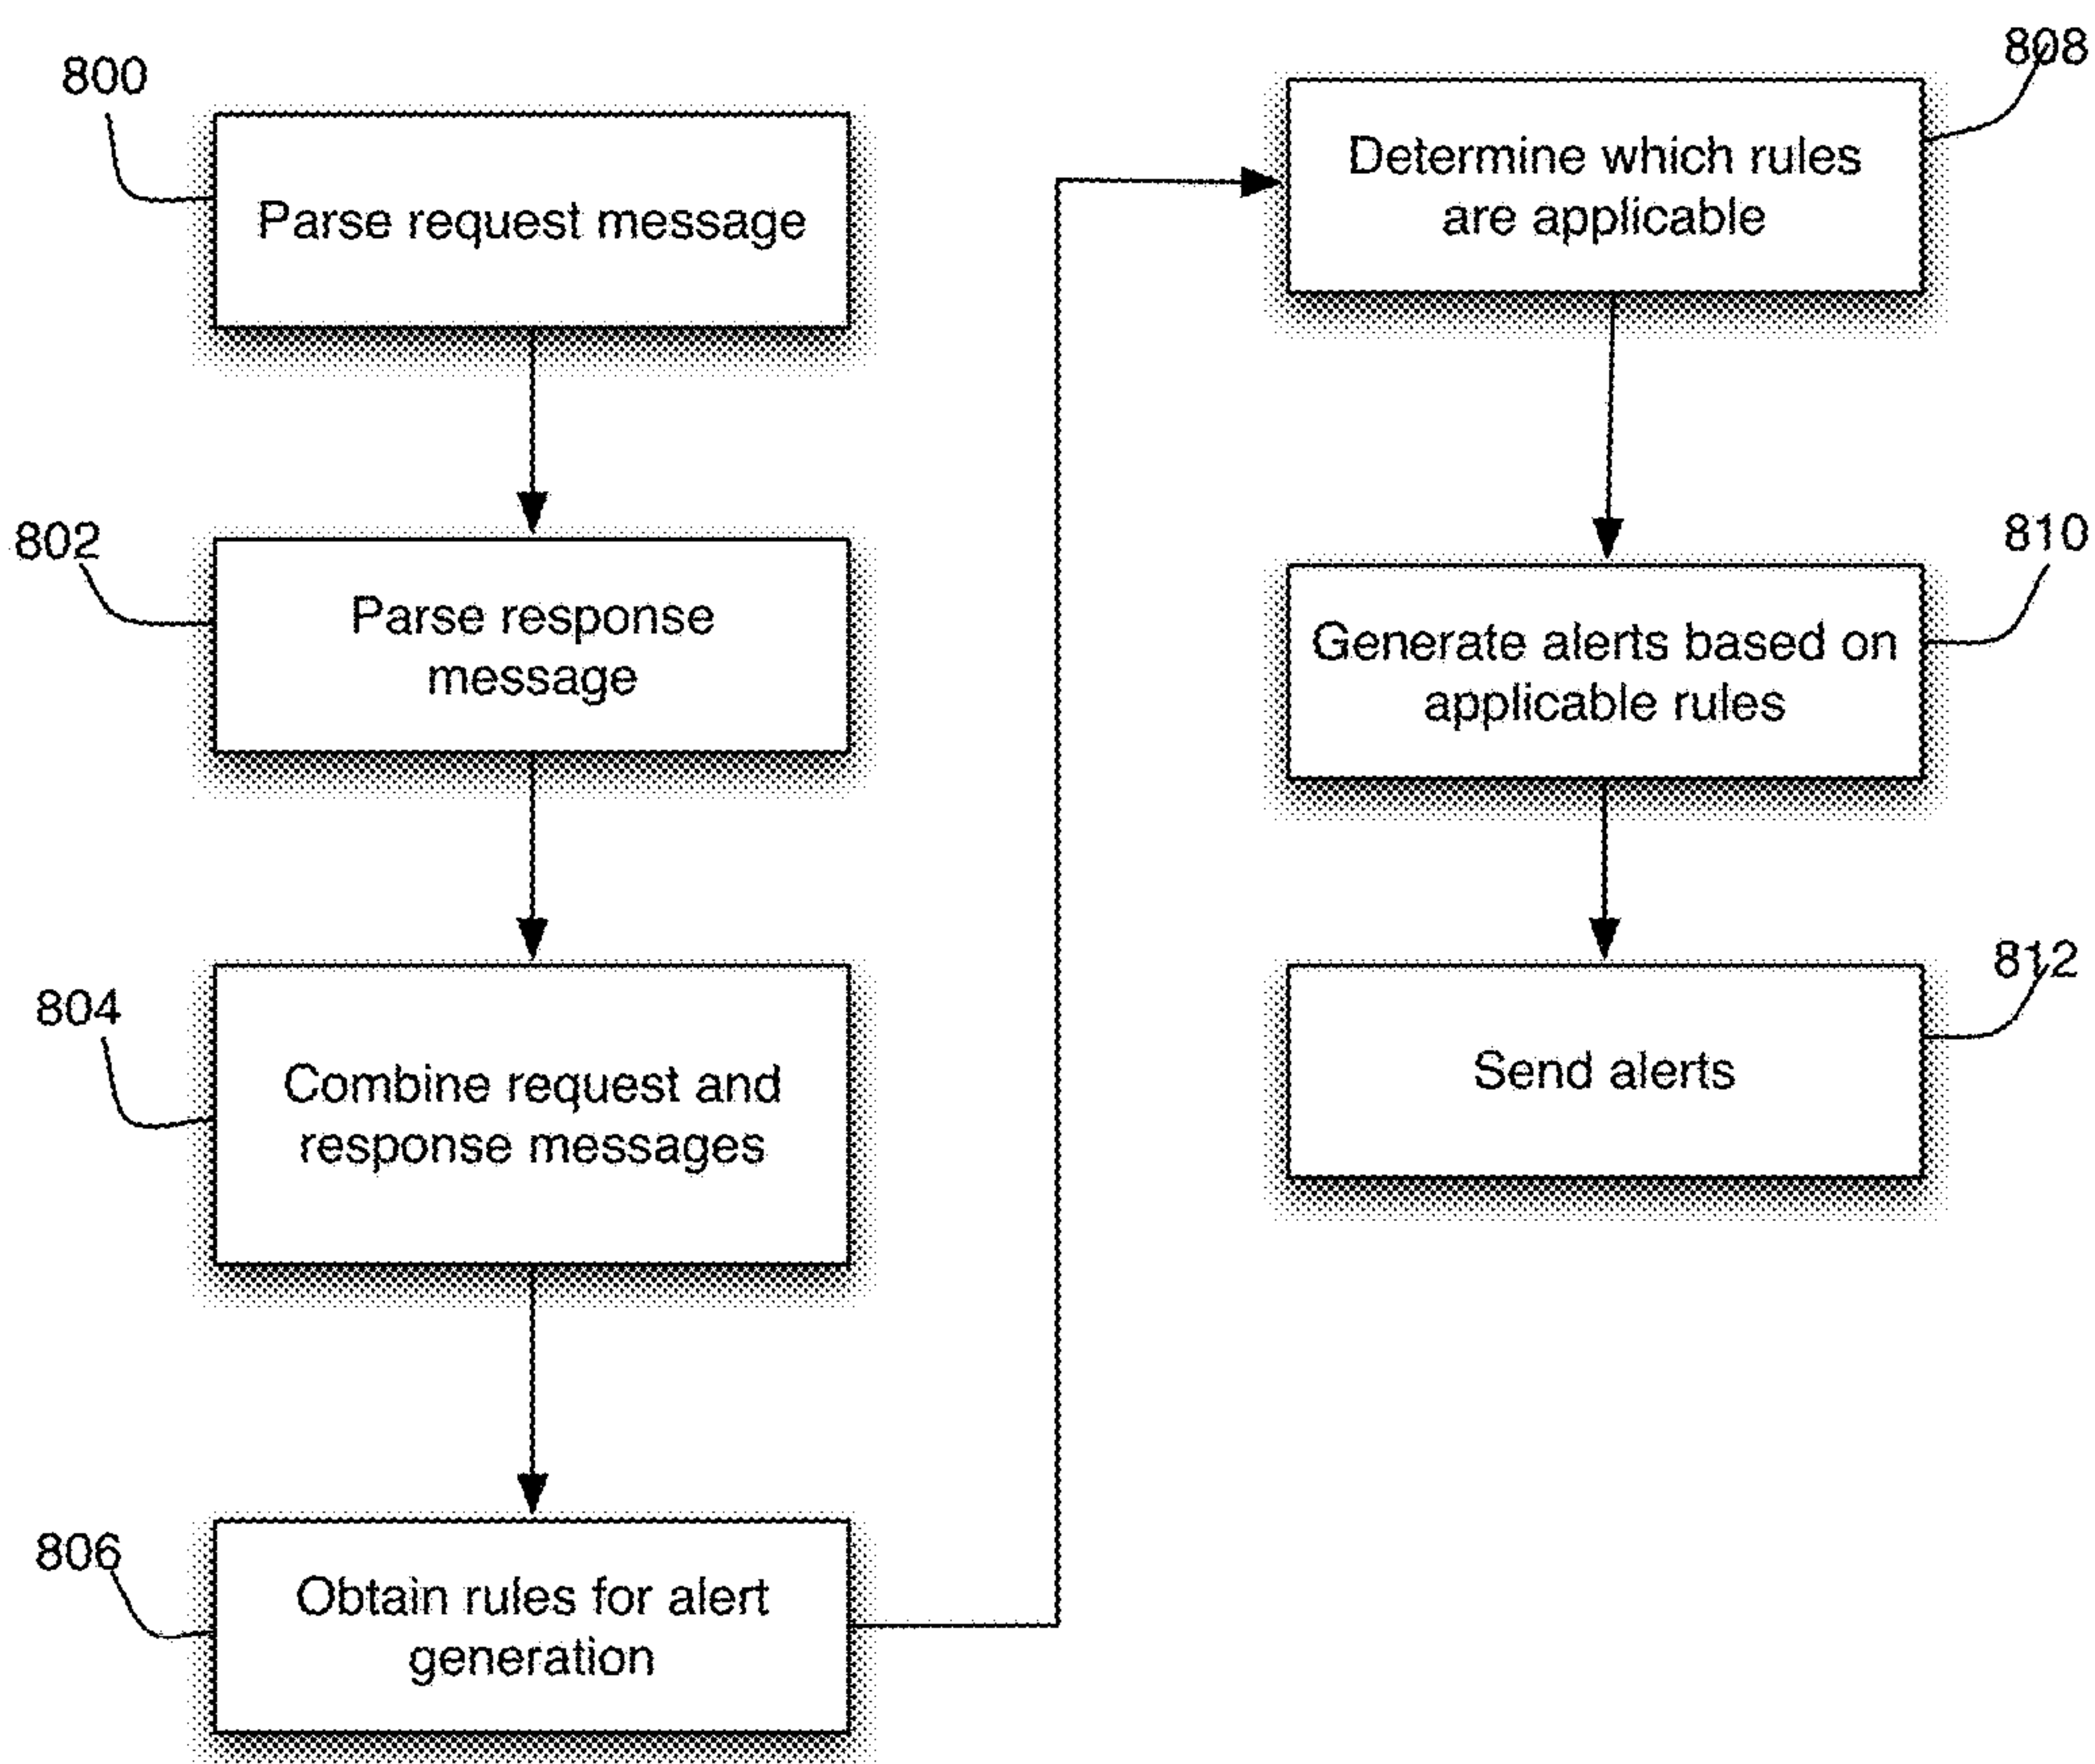 800
Parse request message
802
Parse response
message
804
Combine request and
response messages
806
Obtain rules for alert
generation
808
Determine which rules
are applicable
810
Generate alerts based on
applicable rules
812
Send alerts